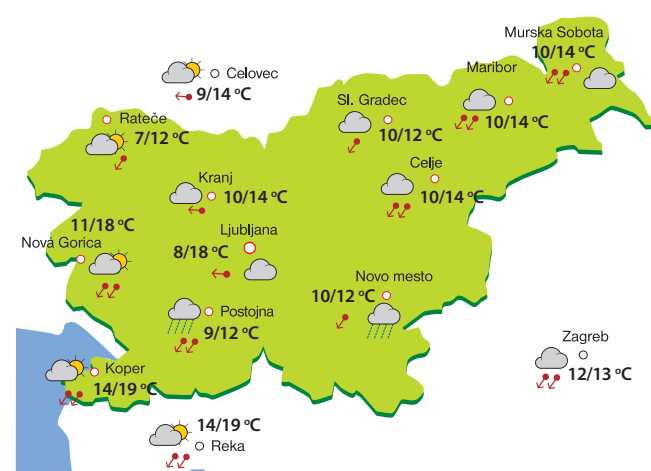 Murska Sobota
10/14 °C
Maribor
10/14 °C
Celovec
9/14 °C
Sl. Gradec
10/12 °C
Rateče
7/12 °C
Celje
10/14 °C
Kranj
10/14 °C
11/18 °C
Nova Gorica
Ljubljana
8/18 °C
Novo mesto
10/12 °C
Postojna
9/12 °C
Zagreb
12/13 °C
Koper
14/19 °C
14/19 °C
Reka